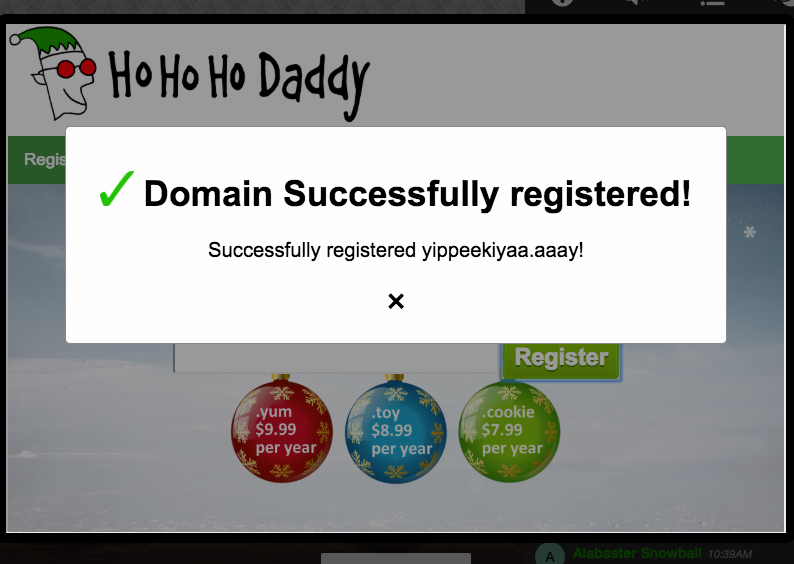 Ho Ho Ho Daddy
Regis
✓ Domain Successfully registered!
Successfully registered yippeekiyaa.aaay!
×
Register
.yum
$9.99
per year
.toy
$8.99
per year
.cookie
$7.99
per year
A
Alabaster Snowball 10:39AM